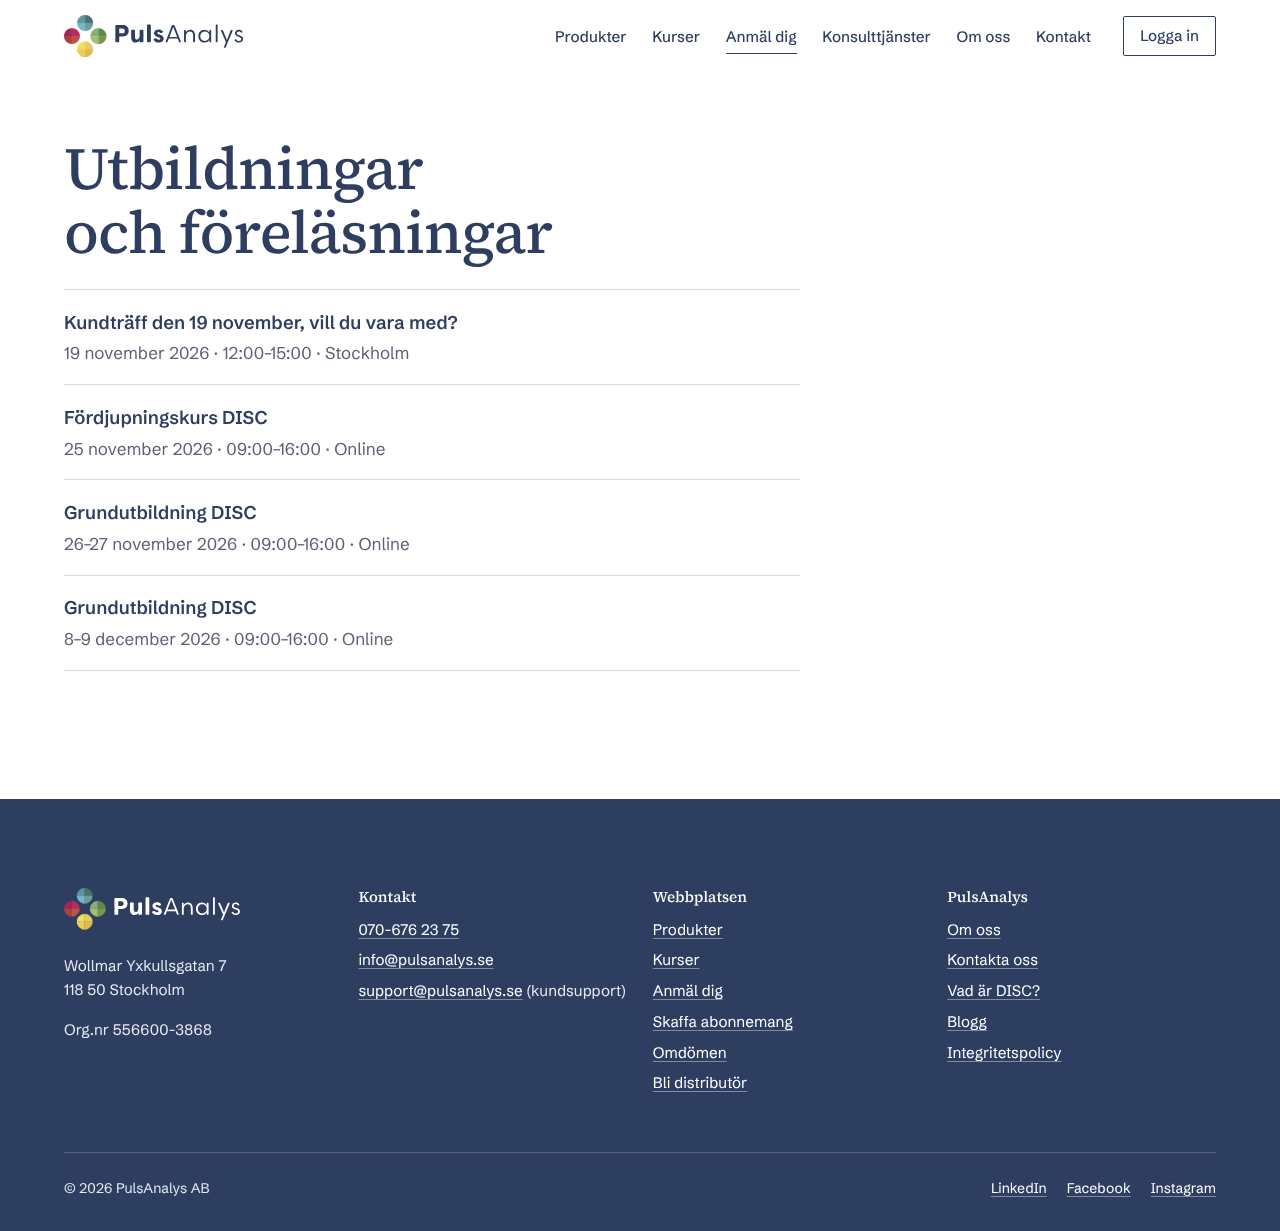 PulsAnalys
Produkter
Kurser
Anmäl dig
Konsulttjänster
Om oss
Kontakt
Logga in
Utbildningar
och föreläsningar
Kundträff den 19 november, vill du vara med?
19 november 2026 · 12:00–15:00 · Stockholm
Fördjupningskurs DISC
25 november 2026 · 09:00–16:00 · Online
Grundutbildning DISC
26–27 november 2026 · 09:00–16:00 · Online
Grundutbildning DISC
8–9 december 2026 · 09:00–16:00 · Online
PulsAnalys
Wollmar Yxkullsgatan 7
118 50 Stockholm
Org.nr 556600-3868
Kontakt
070-676 23 75
info@pulsanalys.se
support@pulsanalys.se (kundsupport)
Webbplatsen
Produkter
Kurser
Anmäl dig
Skaffa abonnemang
Omdömen
Bli distributör
PulsAnalys
Om oss
Kontakta oss
Vad är DISC?
Blogg
Integritetspolicy
© 2026 PulsAnalys AB
LinkedIn
Facebook
Instagram